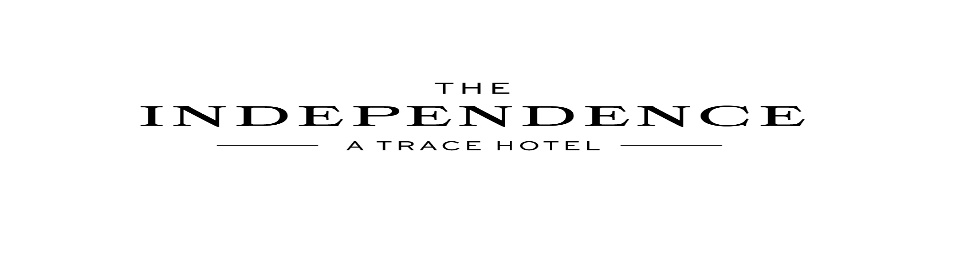 THE
INDEPENDENCE
A TRACE HOTEL